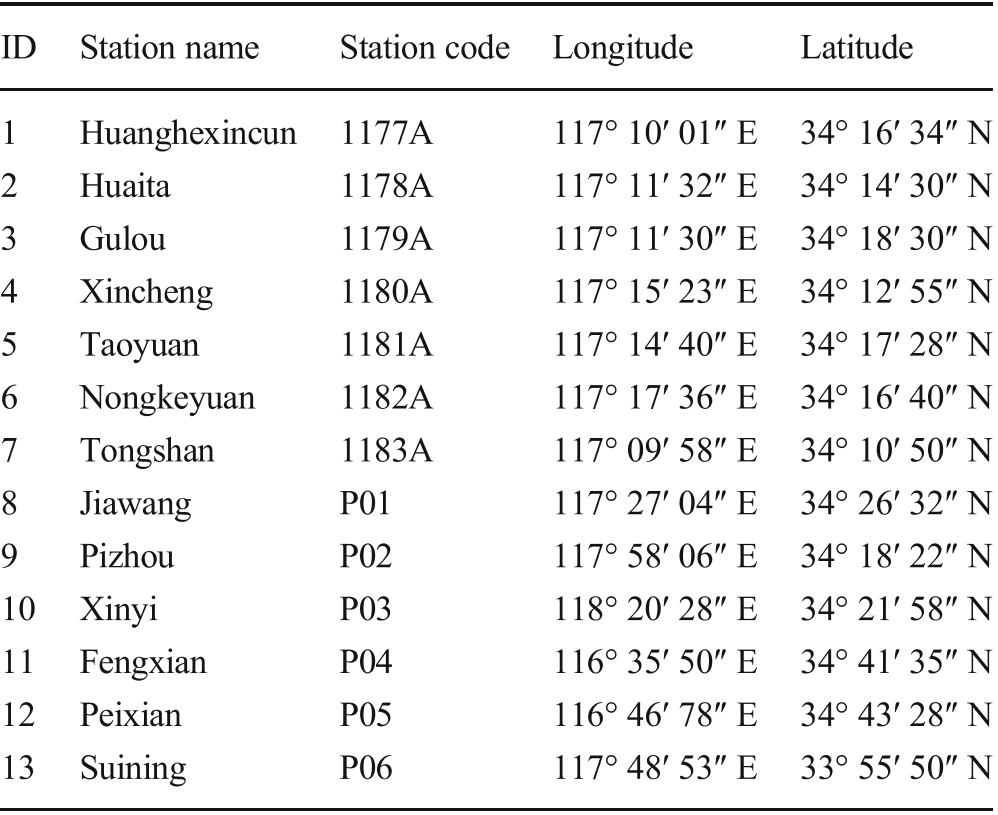 ID Station name Station code Longitude Latitude
1 Huanghexincun 1177A 117° 10′ 01″ E 34° 16′ 34″ N
2 Huaita 1178A 117° 11′ 32″ E 34° 14′ 30″ N
3 Gulou 1179A 117° 11′ 30″ E 34° 18′ 30″ N
4 Xincheng 1180A 117° 15′ 23″ E 34° 12′ 55″ N
5 Taoyuan 1181A 117° 14′ 40″ E 34° 17′ 28″ N
6 Nongkeyuan 1182A 117° 17′ 36″ E 34° 16′ 40″ N
7 Tongshan 1183A 117° 09′ 58″ E 34° 10′ 50″ N
8 Jiawang P01 117° 27′ 04″ E 34° 26′ 32″ N
9 Pizhou P02 117° 58′ 06″ E 34° 18′ 22″ N
10 Xinyi P03 118° 20′ 28″ E 34° 21′ 58″ N
11 Fengxian P04 116° 35′ 50″ E 34° 41′ 35″ N
12 Peixian P05 116° 46′ 78″ E 34° 43′ 28″ N
13 Suining P06 117° 48′ 53″ E 33° 55′ 50″ N